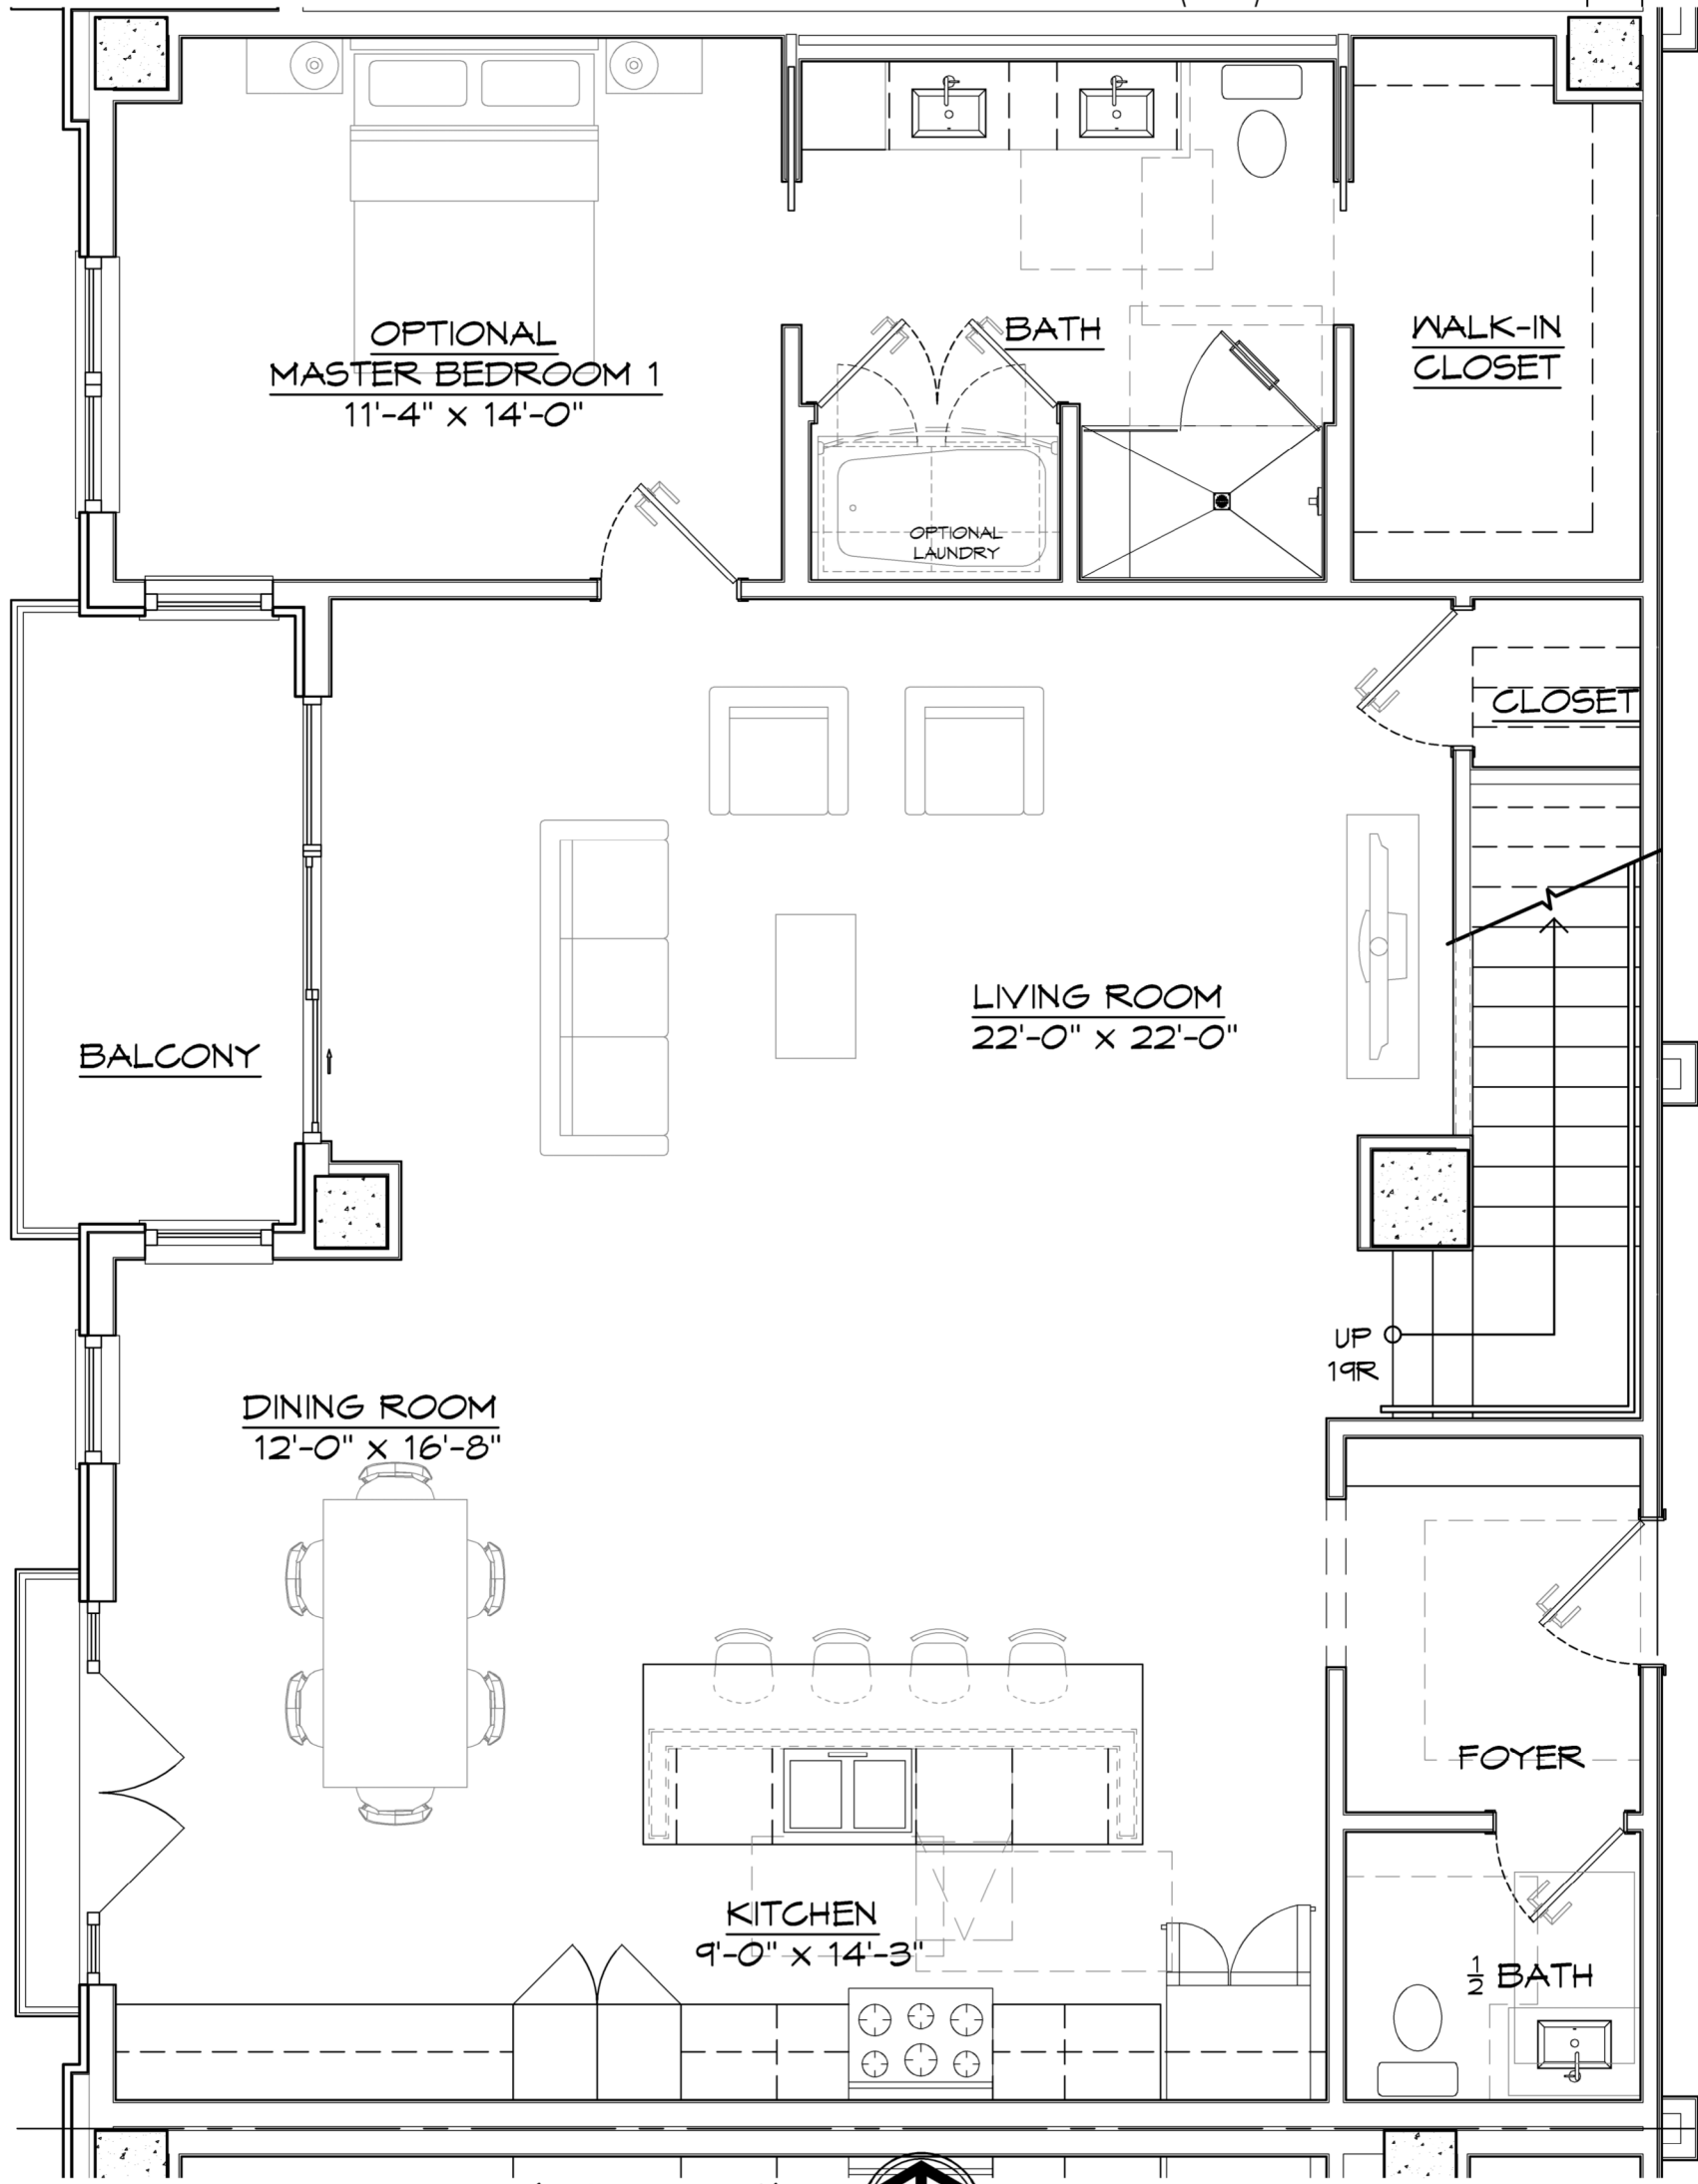 OPTIONAL
MASTER BEDROOM 1
11'-4" x 14'-0"
BATH
WALK-IN
CLOSET
OPTIONAL
LAUNDRY
CLOSET
LIVING ROOM
22'-0" x 22'-0"
BALCONY
UP
19R
DINING ROOM
12'-0" x 16'-8"
FOYER
KITCHEN
9'-0" x 14'-3"
½ BATH